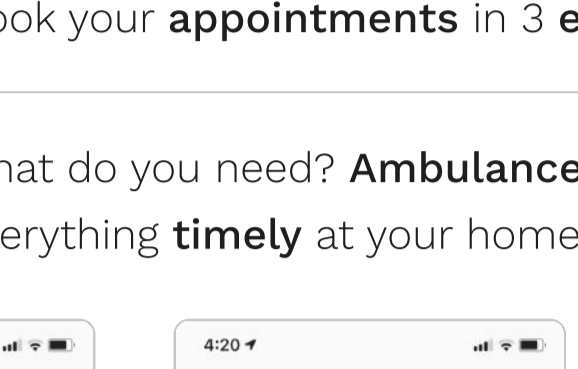 ook your appointments in 3 e
hat do you need? Ambulance
erything timely at your home
4:20